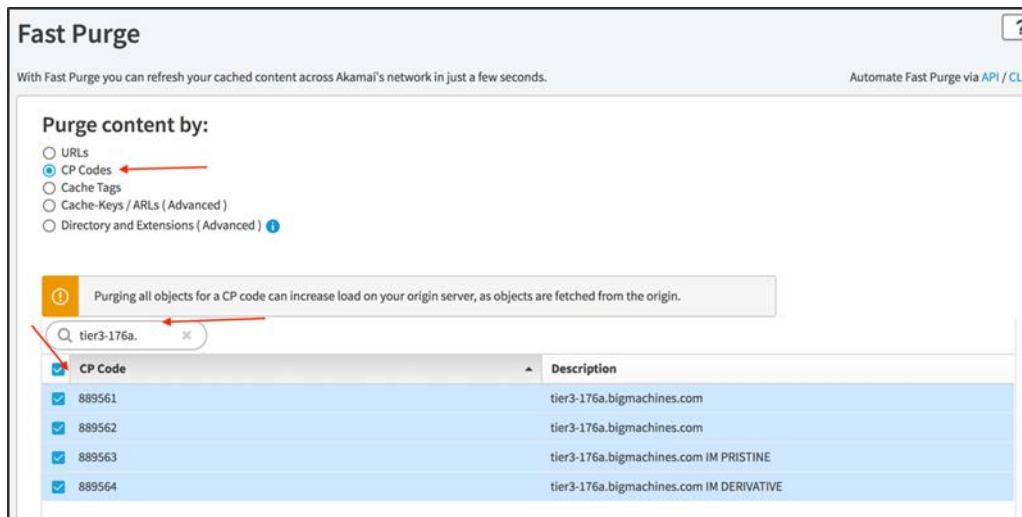 Fast Purge
?
With Fast Purge you can refresh your cached content across Akamai's network in just a few seconds. Automate Fast Purge via API / CL
Purge content by:
URLs
CP Codes
Cache Tags
Cache-Keys / ARLs ( Advanced )
Directory and Extensions ( Advanced )
Purging all objects for a CP code can increase load on your origin server, as objects are fetched from the origin.
tier3-176a.
CP Code Description
889561 tier3-176a.bigmachines.com
889562 tier3-176a.bigmachines.com
889563 tier3-176a.bigmachines.com IM PRISTINE
889564 tier3-176a.bigmachines.com IM DERIVATIVE